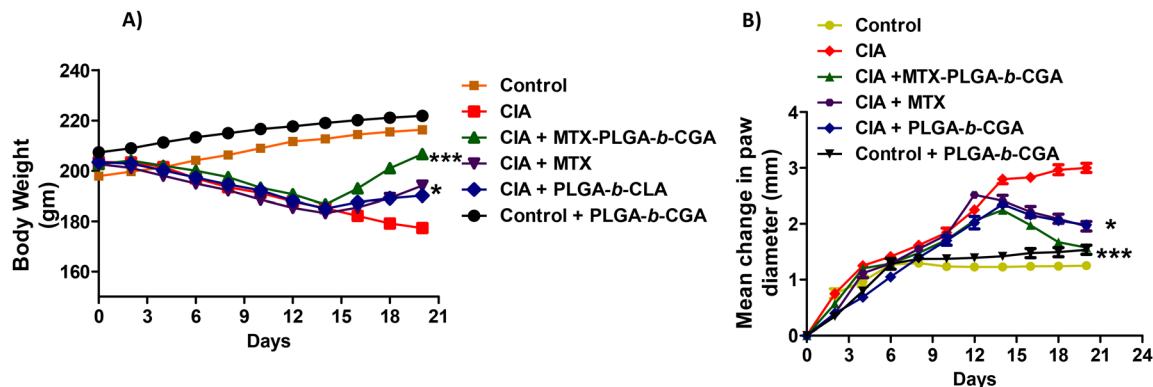 A)
240
220
200
180
160
0 3 6 9 12 15 18 21
Days
Body Weight
(gm)
***
*
Control
CIA
CIA + MTX-PLGA-b-CGA
CIA + MTX
CIA + PLGA-b-CLA
Control + PLGA-b-CGA
B)
Control
CIA
CIA +MTX-PLGA-b-CGA
CIA + MTX
CIA + PLGA-b-CGA
Control + PLGA-b-CGA
4
3
2
1
0
0 3 6 9 12 15 18 21 24
Days
Mean change in paw
diameter (mm)
*
***